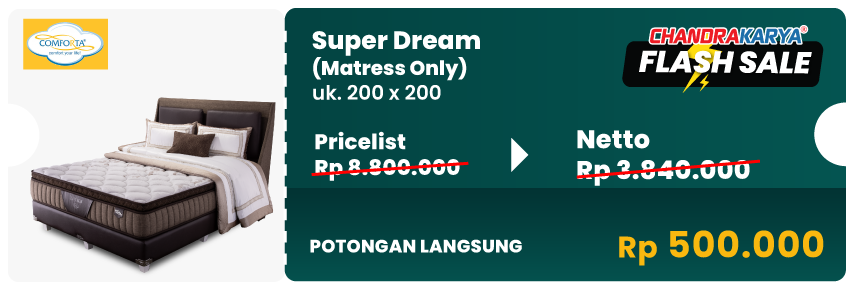 COMFORTA
comfort your life!
Super Dream
(Matress Only)
uk. 200 x 200
CHANDRAKARYA®
FLASH SALE
Pricelist
Rp 8.800.000
Netto
Rp 3.840.000
POTONGAN LANGSUNG
Rp 500.000